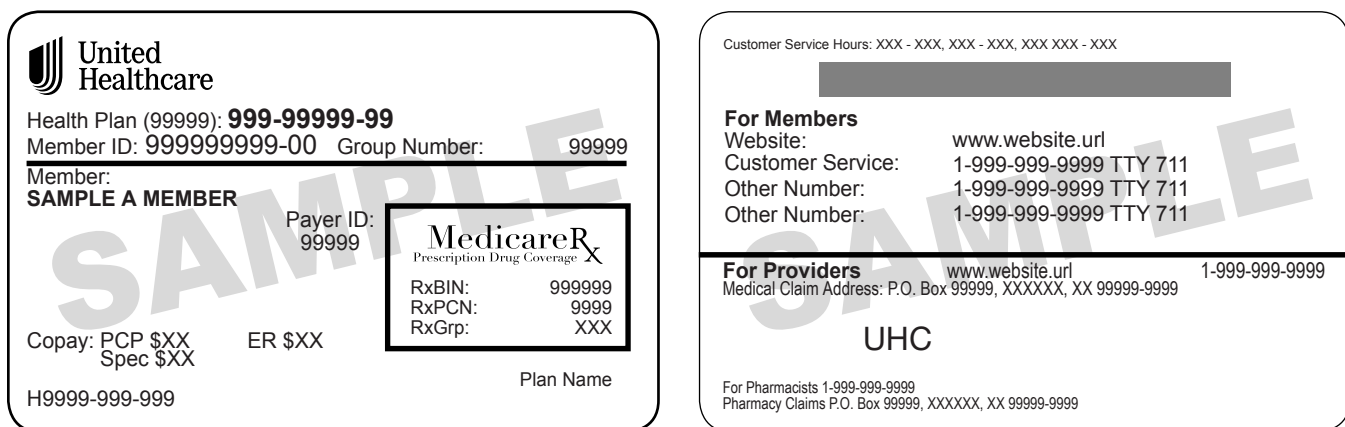 United
Healthcare
Health Plan (99999): 999-99999-99
Member ID: 999999999-00 Group Number: 99999
Member:
SAMPLE A MEMBER
Payer ID:
99999
MedicareRx
Prescription Drug Coverage
RxBIN: 999999
RxPCN: 9999
RxGrp: XXX
Copay: PCP $XX ER $XX
Spec $XX
Plan Name
H9999-999-999
SAMPLE
Customer Service Hours: XXX - XXX, XXX - XXX, XXX XXX - XXX
For Members
Website: www.website.url
Customer Service: 1-999-999-9999 TTY 711
Other Number: 1-999-999-9999 TTY 711
Other Number: 1-999-999-9999 TTY 711
For Providers www.website.url 1-999-999-9999
Medical Claim Address: P.O. Box 99999, XXXXXX, XX 99999-9999
UHC
For Pharmacists 1-999-999-9999
Pharmacy Claims P.O. Box 99999, XXXXXX, XX 99999-9999
SAMPLE